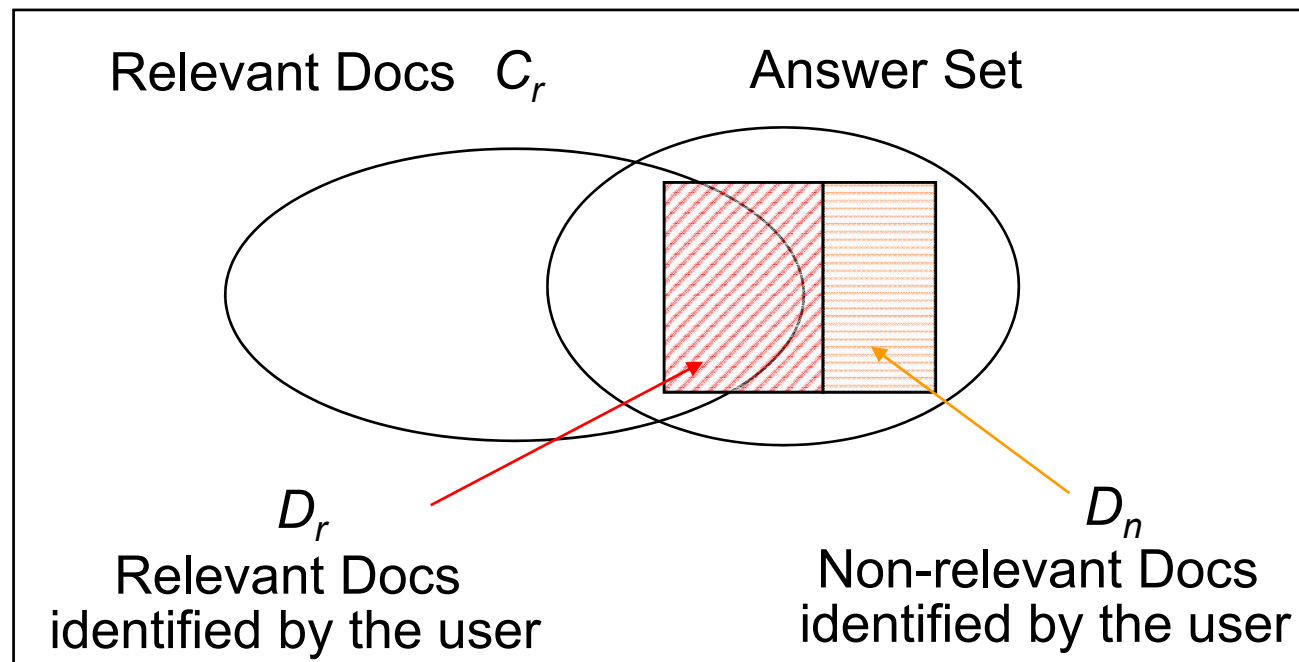 Relevant Docs C_r
Answer Set
D_r
Relevant Docs
identified by the user
D_n
Non-relevant Docs
identified by the user